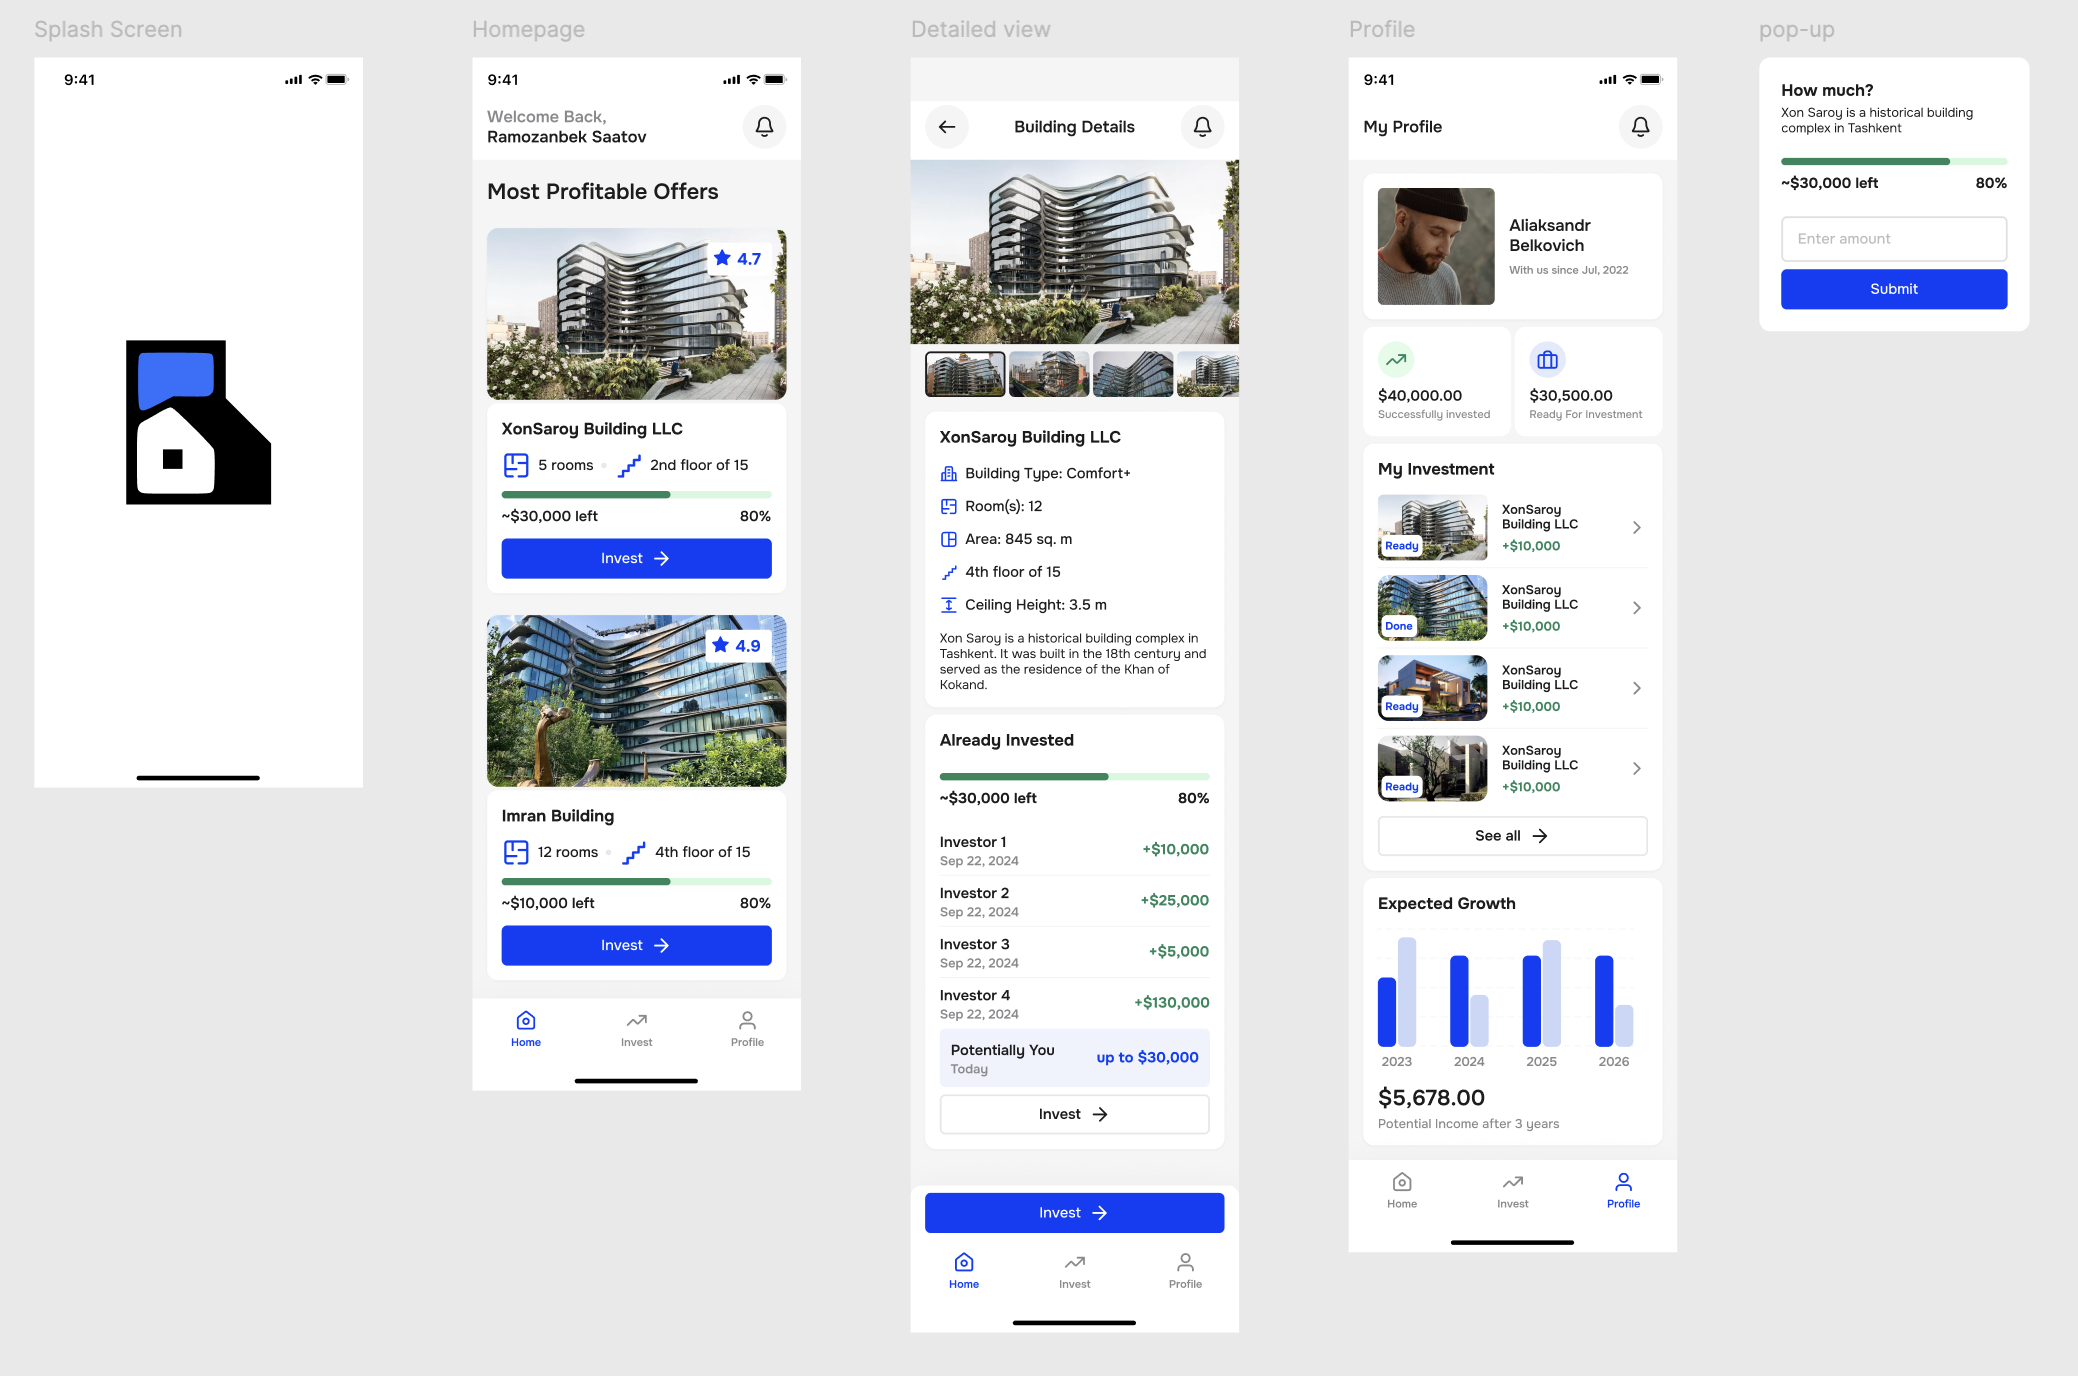 Splash Screen
9:41
Homepage
9:41
Welcome Back,
Ramozanbek Saatov
Most Profitable Offers
4.7
XonSaroy Building LLC
5 rooms
2nd floor of 15
~$30,000 left
80%
Invest
4.9
Imran Building
12 rooms
4th floor of 15
~$10,000 left
80%
Invest
Home
Invest
Profile
Detailed view
Building Details
XonSaroy Building LLC
Building Type: Comfort+
Room(s): 12
Area: 845 sq. m
4th floor of 15
Ceiling Height: 3.5 m
Xon Saroy is a historical building complex in
Tashkent. It was built in the 18th century and
served as the residence of the Khan of
Kokand.
Already Invested
~$30,000 left
80%
Investor 1
Sep 22, 2024
+$10,000
Investor 2
Sep 22, 2024
+$25,000
Investor 3
Sep 22, 2024
+$5,000
Investor 4
Sep 22, 2024
+$130,000
Potentially You
Today
up to $30,000
Invest
Invest
Home
Invest
Profile
Profile
9:41
My Profile
Aliaksandr
Belkovich
With us since Jul, 2022
$40,000.00
Successfully invested
$30,500.00
Ready For Investment
My Investment
Ready
XonSaroy
Building LLC
+$10,000
Done
XonSaroy
Building LLC
+$10,000
Ready
XonSaroy
Building LLC
+$10,000
Ready
XonSaroy
Building LLC
+$10,000
See all
Expected Growth
2023
2024
2025
2026
$5,678.00
Potential Income after 3 years
Home
Invest
Profile
pop-up
How much?
Xon Saroy is a historical building
complex in Tashkent
~$30,000 left
80%
Enter amount
Submit